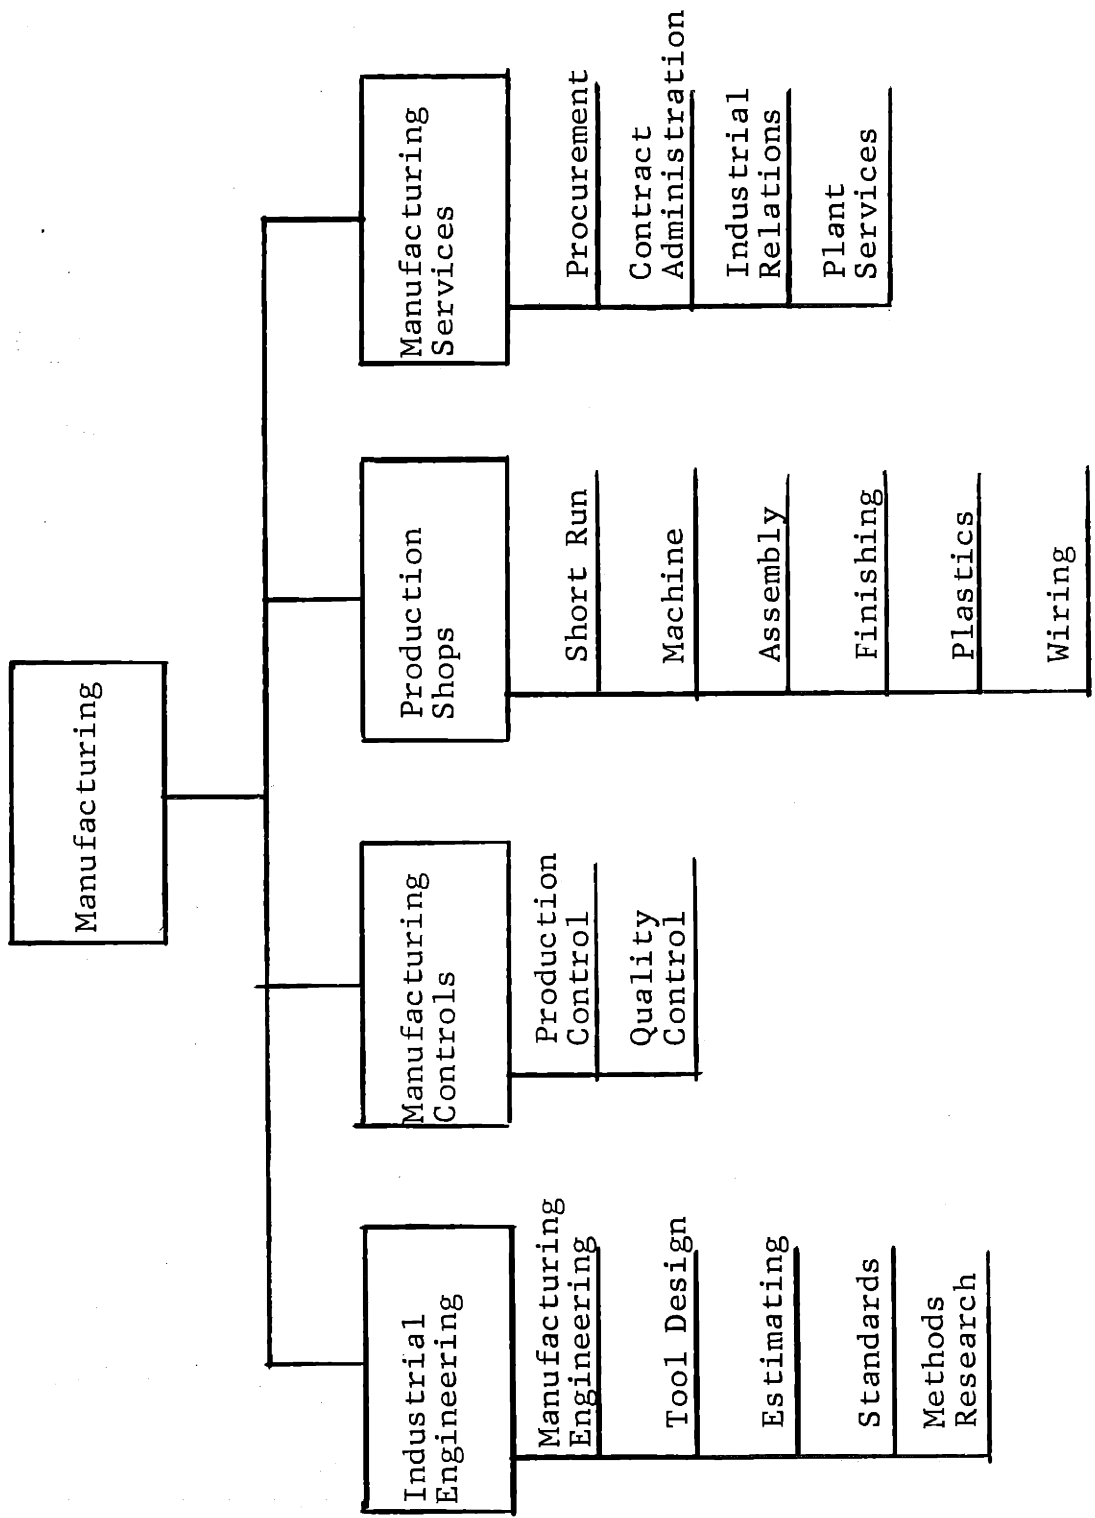 Manufacturing
Industrial
Engineering
Manufacturing
Engineering
Tool Design
Estimating
Standards
Methods
Research
Manufacturing
Controls
Production
Control
Quality
Control
Production
Shops
Short Run
Machine
Assembly
Finishing
Plastics
Wiring
Manufacturing
Services
Procurement
Contract
Administration
Industrial
Relations
Plant
Services